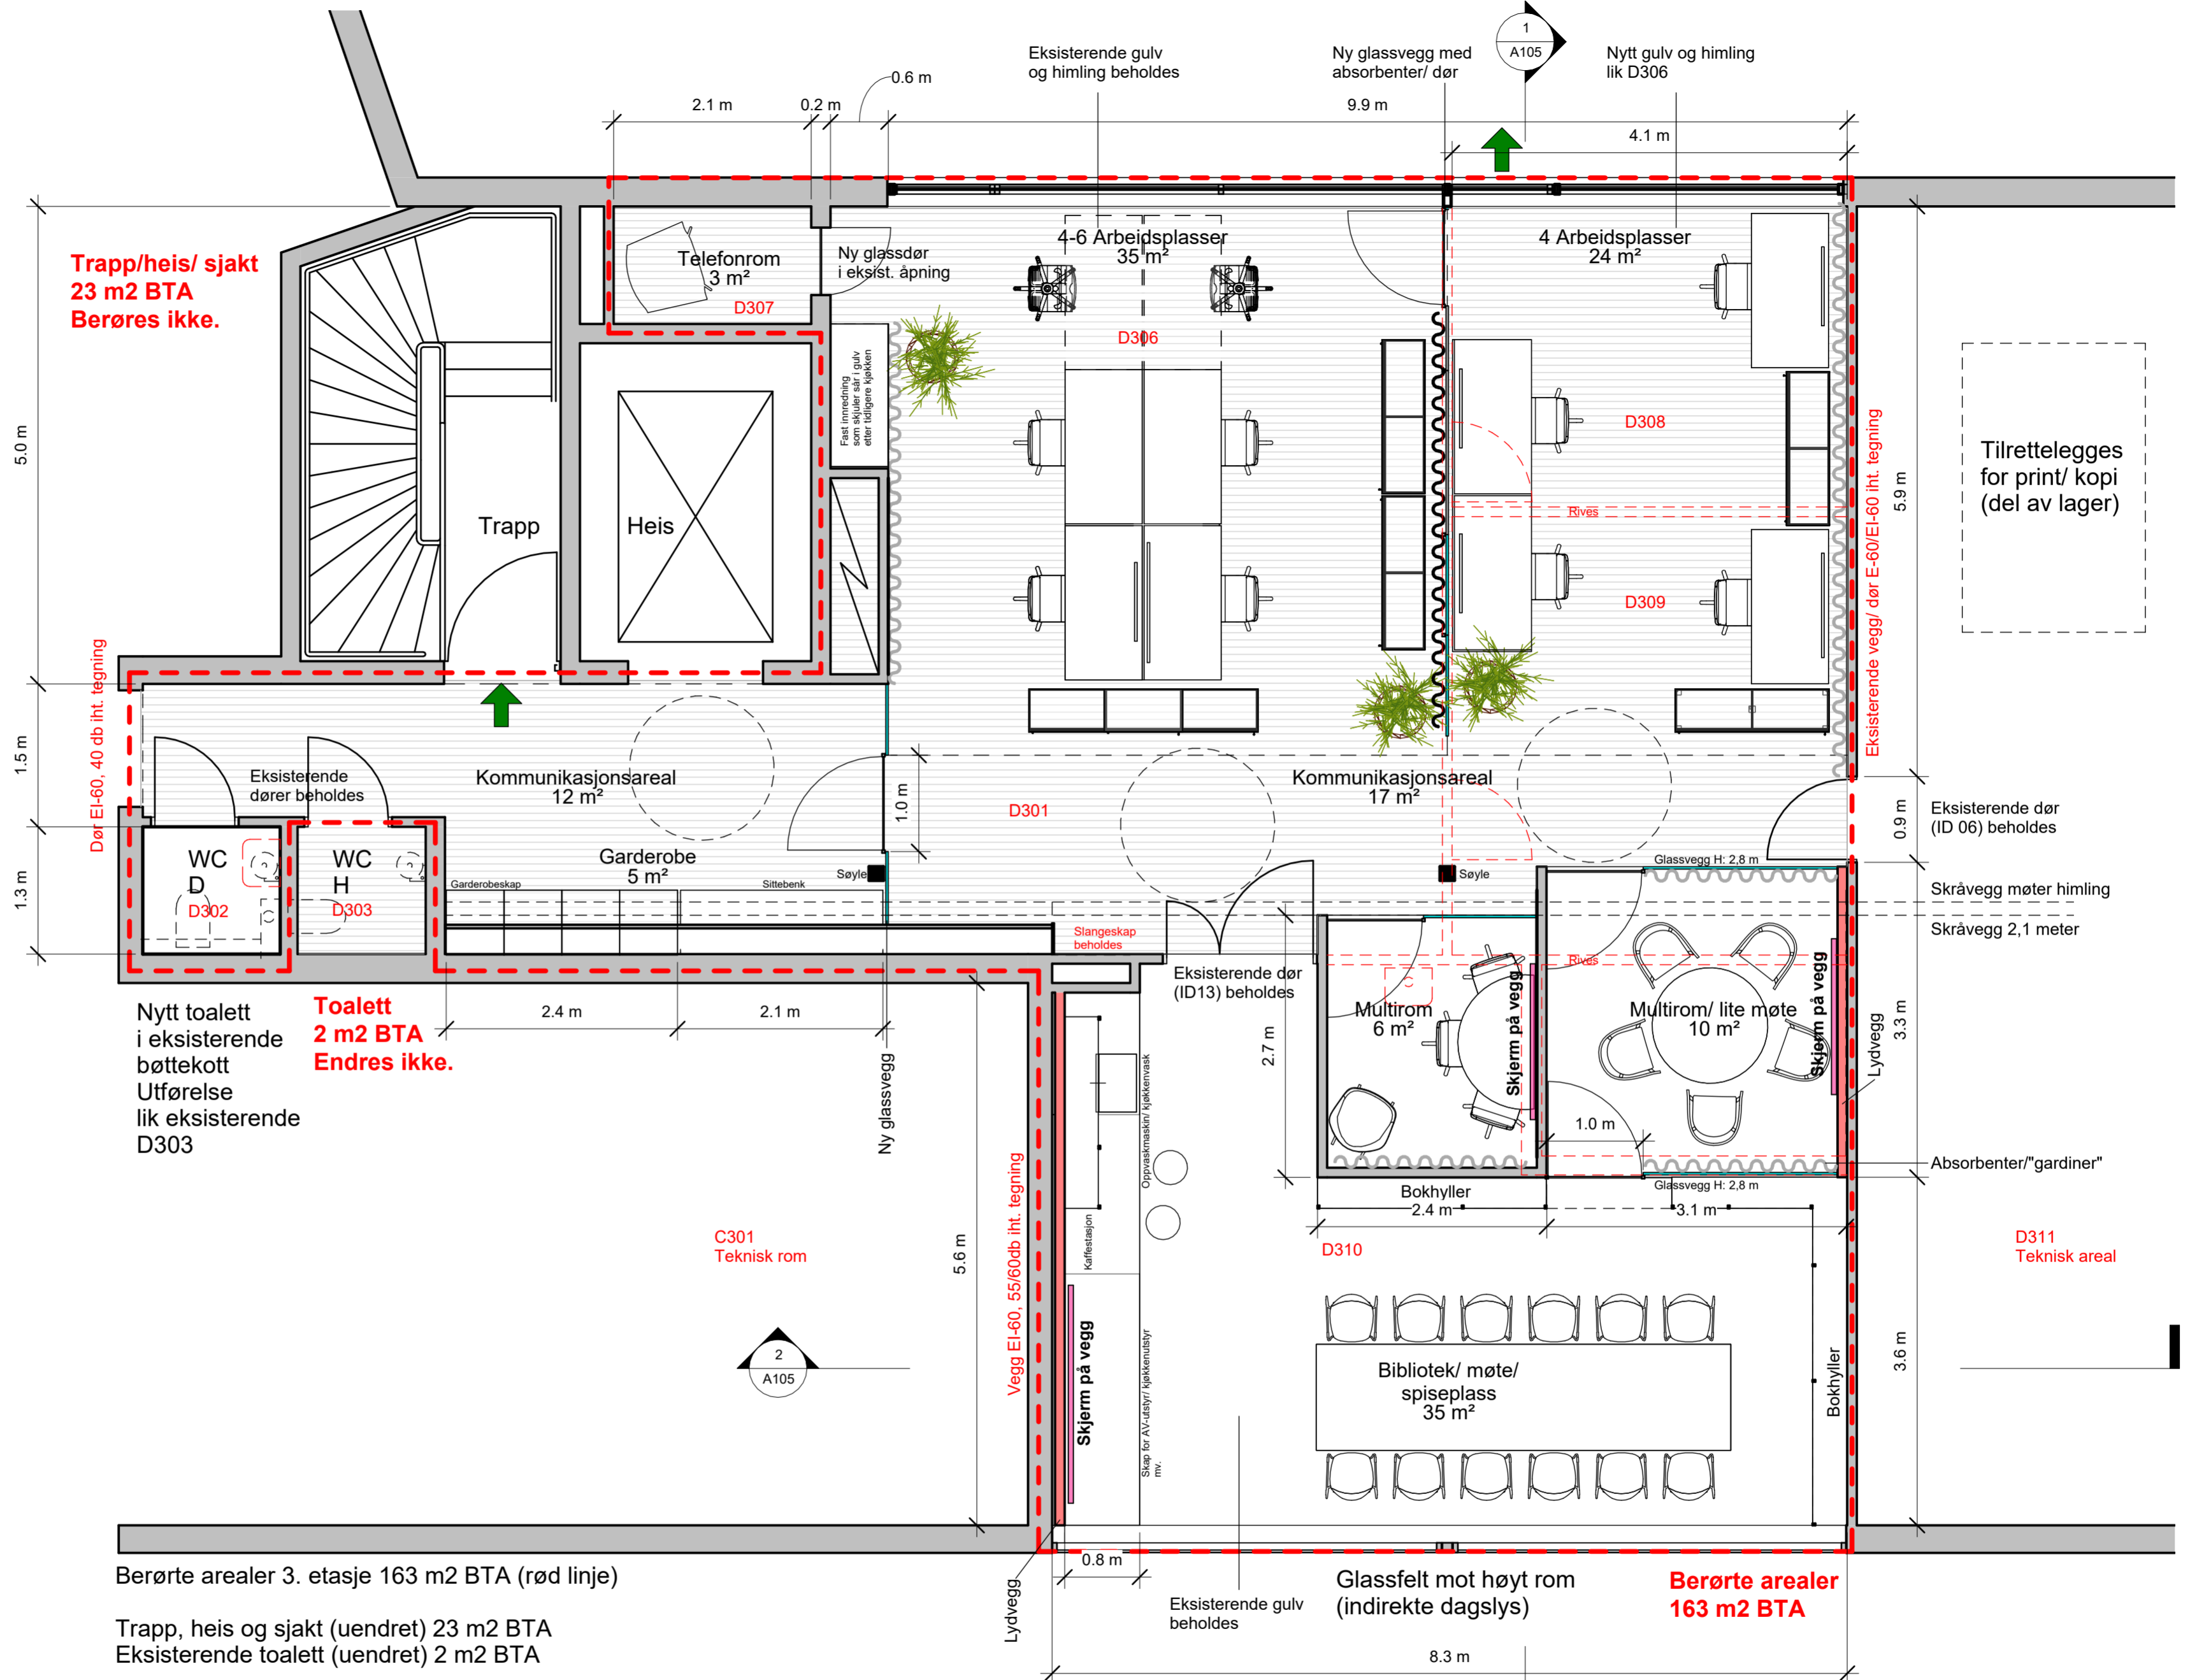 1
A105
Eksisterende gulv
og himling beholdes
Ny glassvegg med
absorbenter/ dør
Nytt gulv og himling
lik D306
0.6 m
2.1 m
0.2 m
9.9 m
4.1 m
Trapp/heis/ sjakt
23 m2 BTA
Berøres ikke.
Telefonrom
3 m²
D307
Ny glassdør
i eksist. åpning
4-6 Arbeidsplasser
35 m²
D306
4 Arbeidsplasser
24 m²
Fast innredning
som skjuler sår i gulv
etter tidligere kjøkken
D308
Rives
D309
Eksisterende vegg/ dør E-60/EI-60 iht. tegning
5.9 m
Tilrettelegges
for print/ kopi
(del av lager)
5.0 m
Trapp
Heis
Dør EI-60, 40 db iht. tegning
1.5 m
Eksisterende
dører beholdes
Kommunikasjonsareal
12 m²
1.0 m
D301
Kommunikasjonsareal
17 m²
0.9 m
Eksisterende dør
(ID 06) beholdes
1.3 m
WC
D
D302
WC
H
D303
Garderobe
5 m²
Garderobeskap
Sittebenk
Søyle
Søyle
Glassvegg H: 2,8 m
Skråvegg møter himling
Skråvegg 2,1 meter
Slangeskap
beholdes
Eksisterende dør
(ID13) beholdes
Rives
Nytt toalett
i eksisterende
bøttekott
Utførelse
lik eksisterende
D303
Toalett
2 m2 BTA
Endres ikke.
2.4 m
2.1 m
Ny glassvegg
2.7 m
Multirom
6 m²
Skjerm på vegg
Multirom/ lite møte
10 m²
Skjerm på vegg
Lydvegg
3.3 m
1.0 m
Absorbenter/"gardiner"
Glassvegg H: 2,8 m
Oppvaskmaskin/ kjøkkenvask
Kaffestasjon
Bokhyller
2.4 m
3.1 m
D310
C301
Teknisk rom
5.6 m
Vegg EI-60, 55/60db iht. tegning
D311
Teknisk areal
2
A105
Skjerm på vegg
Skap for AV-utstyr/ kjøkkenutstyr
mv.
Bibliotek/ møte/
spiseplass
35 m²
Bokhyller
3.6 m
0.8 m
Lydvegg
Eksisterende gulv
beholdes
Glassfelt mot høyt rom
(indirekte dagslys)
Berørte arealer
163 m2 BTA
8.3 m
Berørte arealer 3. etasje 163 m2 BTA (rød linje)
Trapp, heis og sjakt (uendret) 23 m2 BTA
Eksisterende toalett (uendret) 2 m2 BTA